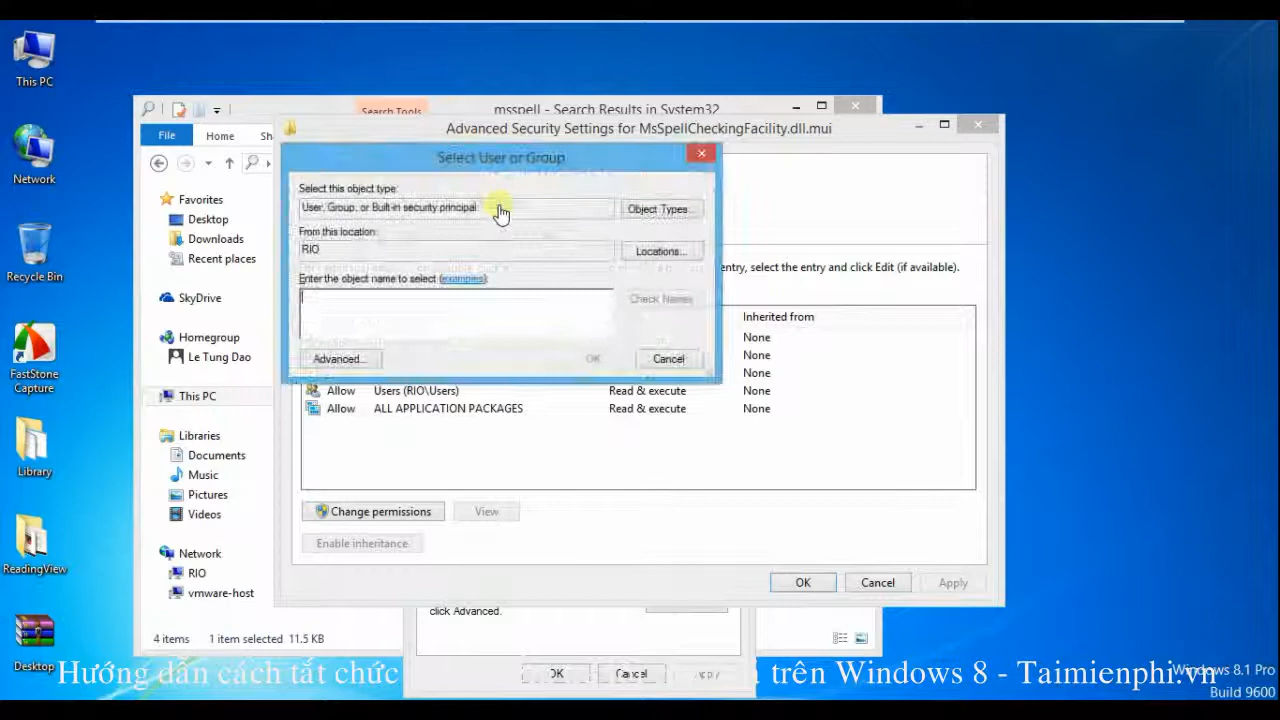 This PC
Network
Recycle Bin
FastStone
Capture
Library
ReadingView
Desktop
msspell - Search Results in System32
Search Tools
File
Home
Sh
Favorites
Desktop
Downloads
Recent places
SkyDrive
Homegroup
Le Tung Dao
This PC
Libraries
Documents
Music
Pictures
Videos
Network
RIO
vmware-host
4 items 1 item selected 11.5 KB
Advanced Security Settings for MsSpellCheckingFacility.dll.mui
Select User or Group
Select this object type:
User, Group, or Built-in security principal
Object Types...
From this location:
RIO
Locations...
Enter the object name to select (examples):
Check Names
Advanced...
OK
Cancel
entry, select the entry and click Edit (if available).
Inherited from
None
None
None
Allow Users (RIO\Users) Read & execute None
Allow ALL APPLICATION PACKAGES Read & execute None
Change permissions
View
Enable inheritance
OK
Cancel
Apply
click Advanced.
OK
Cancel
Apply
Hướng dẫn cách tắt chức
trên Windows 8 - Taimienphi.vn
Windows 8.1 Pro
Build 9600